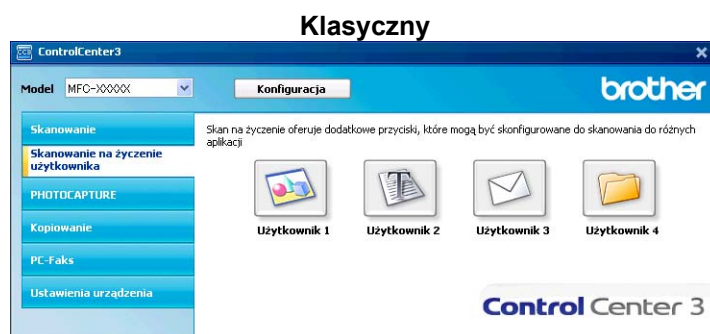 Klasyczny
ControlCenter3
Model MFC-XXXXX Konfiguracja brother
Skanowanie
Skanowanie na życzenie
użytkownika
PHOTOCAPTURE
Kopiowanie
PC-Faks
Ustawienia urządzenia
Skan na życzenie oferuje dodatkowe przyciski, które mogą być skonfigurowane do skanowania do różnych
aplikacji
Użytkownik 1 Użytkownik 2 Użytkownik 3 Użytkownik 4
Control Center 3